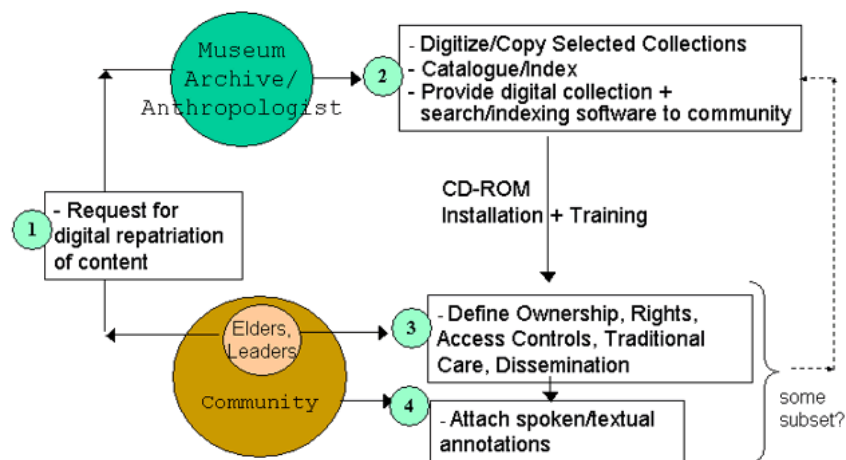 Museum
Archive/
Anthropologist
2
- Digitize/Copy Selected Collections
- Catalogue/Index
- Provide digital collection +
search/indexing software to community
CD-ROM
Installation + Training
1
- Request for
digital repatriation
of content
Elders,
Leaders
Community
3
- Define Ownership, Rights,
Access Controls, Traditional
Care, Dissemination
4
- Attach spoken/textual
annotations
some
subset?